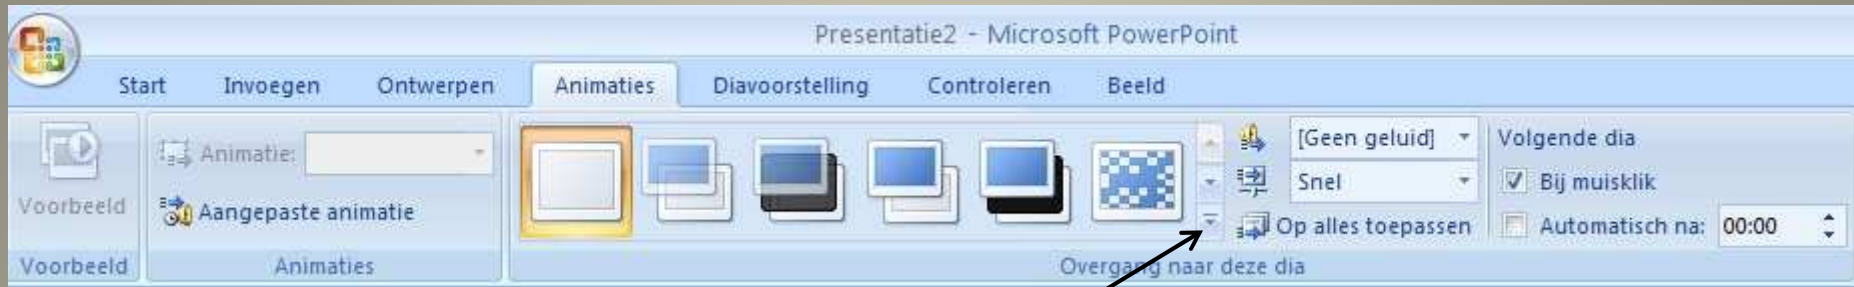 Presentatie2 - Microsoft PowerPoint
Start Invoegen Ontwerpen Animaties Diavoorstelling Controleren Beeld
Voorbeeld
Animatie:
Aangepaste animatie
[Geen geluid]
Snel
Op alles toepassen
Volgende dia
Bij muisklik
Automatisch na: 00:00
Voorbeeld Animaties Overgang naar deze dia